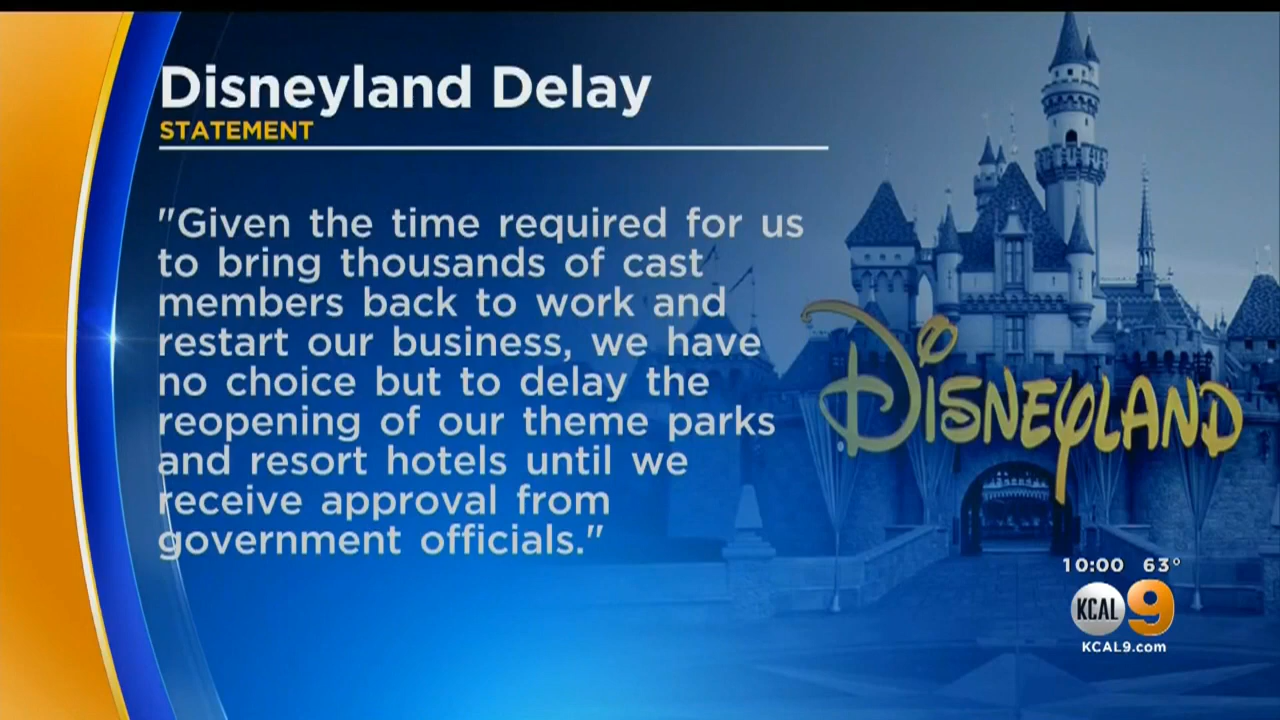 Disneyland Delay
STATEMENT
"Given the time required for us
to bring thousands of cast
members back to work and
restart our business, we have
no choice but to delay the
reopening of our theme parks
and resort hotels until we
receive approval from
government officials."
DISNEYLAND
10:00 63°
KCAL 9
KCAL9.com